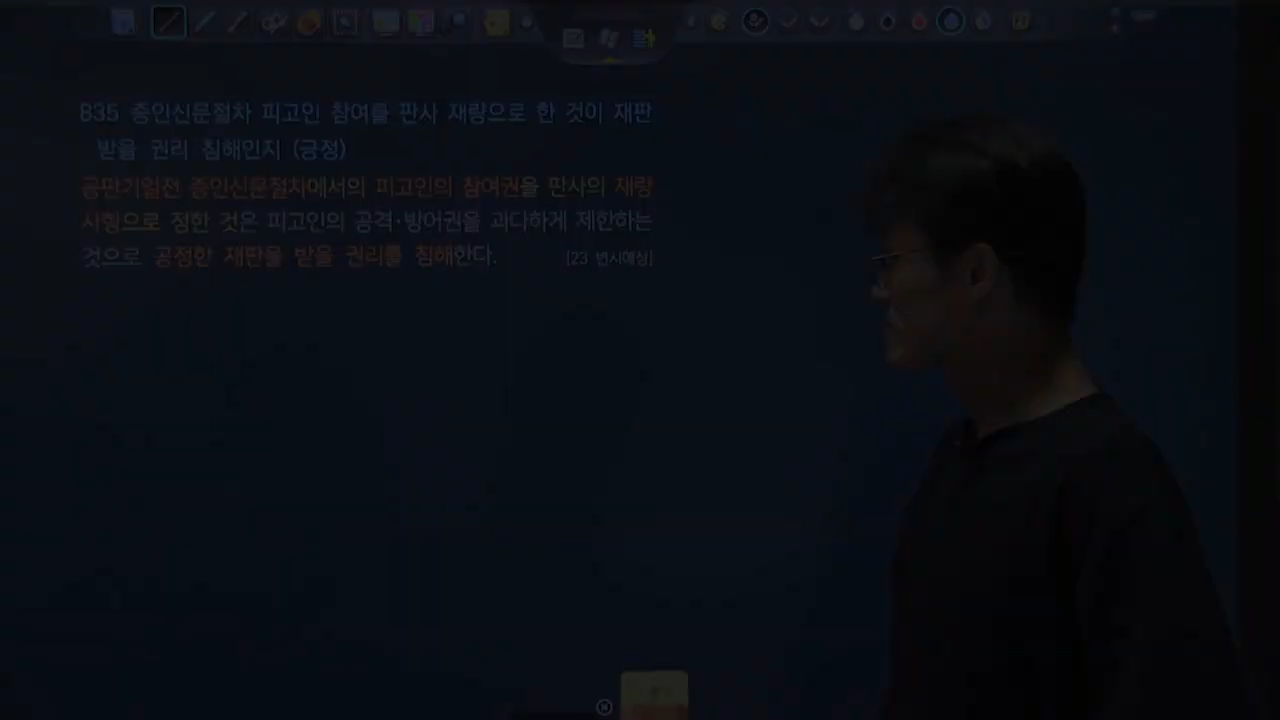 835 증인신문절차 피고인 참여를 판사 재량으로 한 것이 재판
받을 권리 침해인지 (긍정)
공판기일전 증인신문절차에서의 피고인의 참여권을 판사의 재량
사항으로 정한 것은 피고인의 공격·방어권을 과다하게 제한하는
것으로 공정한 재판을 받을 권리를 침해한다. [23 변시예상]